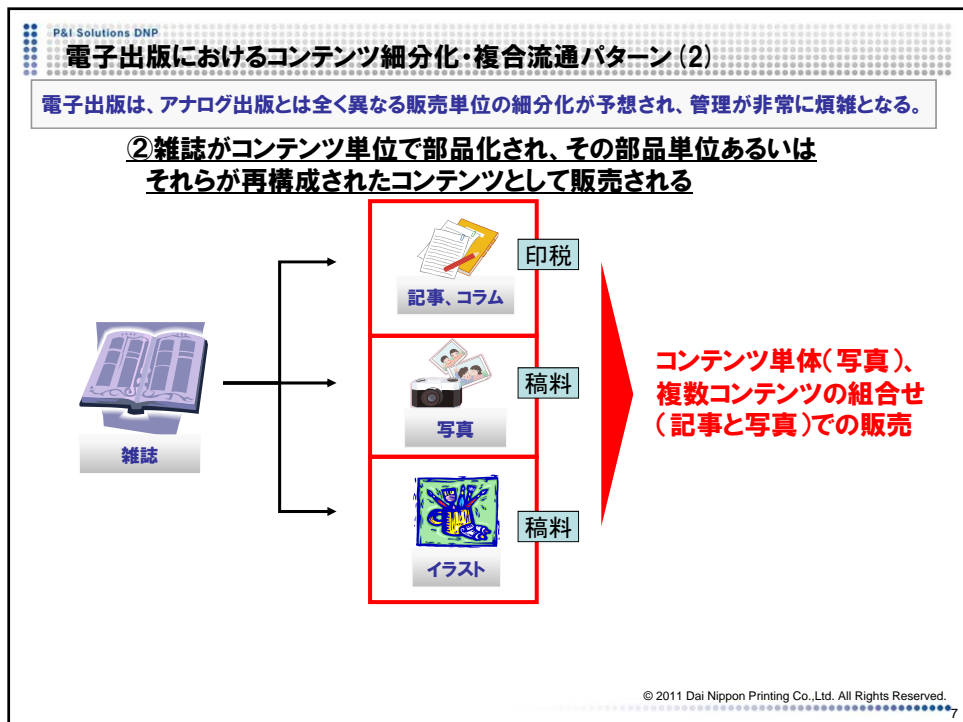 P&I Solutions DNP
電子出版におけるコンテンツ細分化・複合流通パターン(2)
電子出版は、アナログ出版とは全く異なる販売単位の細分化が予想され、管理が非常に煩雑となる。
②雑誌がコンテンツ単位で部品化され、その部品単位あるいは
それらが再構成されたコンテンツとして販売される
印税
記事、コラム
稿料
写真
雑誌
稿料
イラスト
コンテンツ単体(写真)、
複数コンテンツの組合せ
(記事と写真)での販売
© 2011 Dai Nippon Printing Co.,Ltd. All Rights Reserved.
7